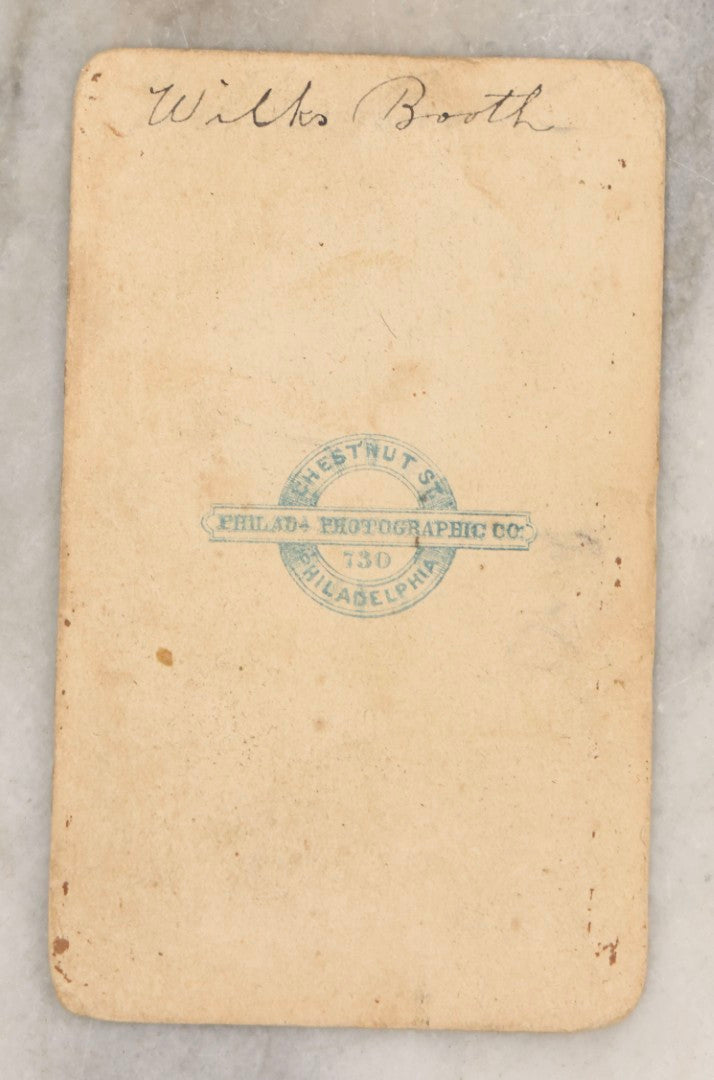 Wilks Booth
CHESTNUT ST.
PHILAD+ PHOTOGRAPHIC CO.
730
PHILADELPHIA